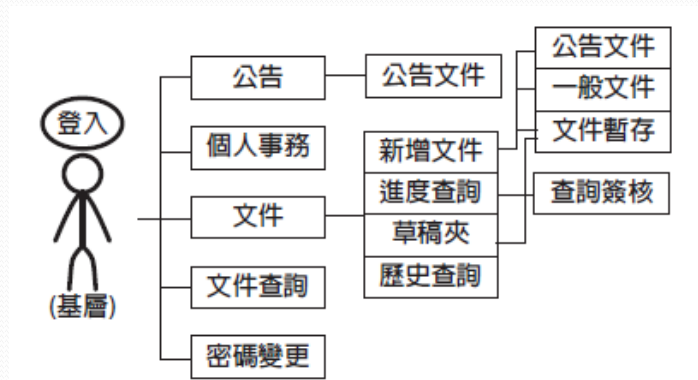 登入
(基層)
公告
個人事務
文件
文件查詢
密碼變更
公告文件
新增文件
進度查詢
草稿夾
歷史查詢
公告文件
一般文件
文件暫存
查詢簽核